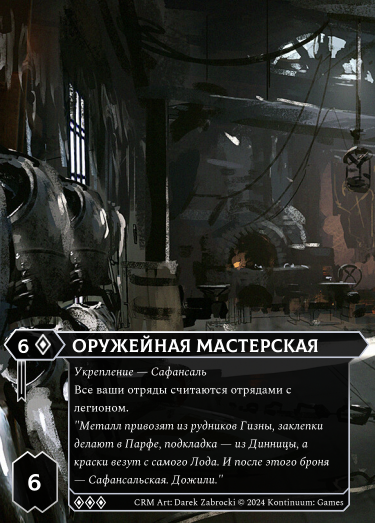 6 ОРУЖЕЙНАЯ МАСТЕРСКАЯ
Укрепление — Сафансаль
Все ваши отряды считаются отрядами с
легионом.
"Металл привозят из рудников Гизны, заклепки
делают в Парфе, подкладка — из Динницы, а
краски везут с самого Лода. И после этого броня
— Сафансальская. Дожили."
6
CRM Art: Darek Zabrocki © 2024 Kontinuum: Games